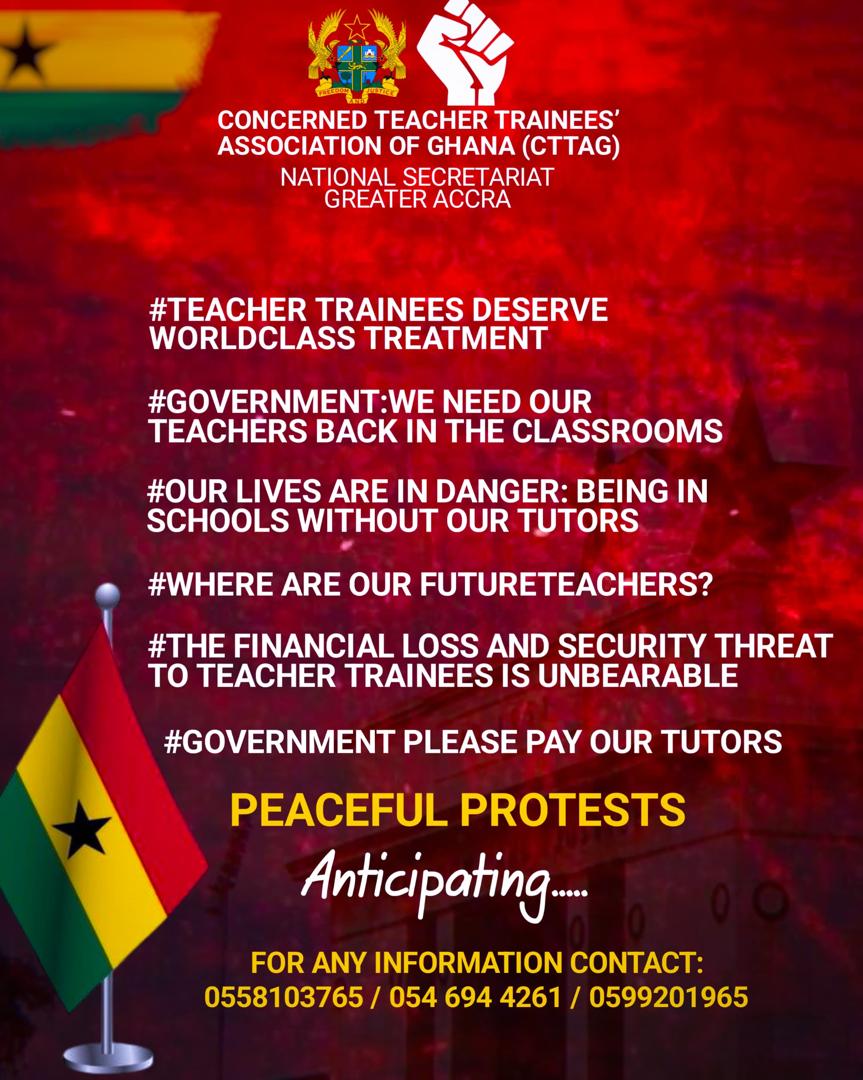 FREEDOM AND JUSTICE
CONCERNED TEACHER TRAINEES'
ASSOCIATION OF GHANA (CTTAG)
NATIONAL SECRETARIAT
GREATER ACCRA
#TEACHER TRAINEES DESERVE
WORLDCLASS TREATMENT
#GOVERNMENT:WE NEED OUR
TEACHERS BACK IN THE CLASSROOMS
#OUR LIVES ARE IN DANGER: BEING IN
SCHOOLS WITHOUT OUR TUTORS
#WHERE ARE OUR FUTURETEACHERS?
#THE FINANCIAL LOSS AND SECURITY THREAT
TO TEACHER TRAINEES IS UNBEARABLE
#GOVERNMENT PLEASE PAY OUR TUTORS
PEACEFUL PROTESTS
Anticipating.....
FOR ANY INFORMATION CONTACT:
0558103765 / 054 694 4261 / 0599201965